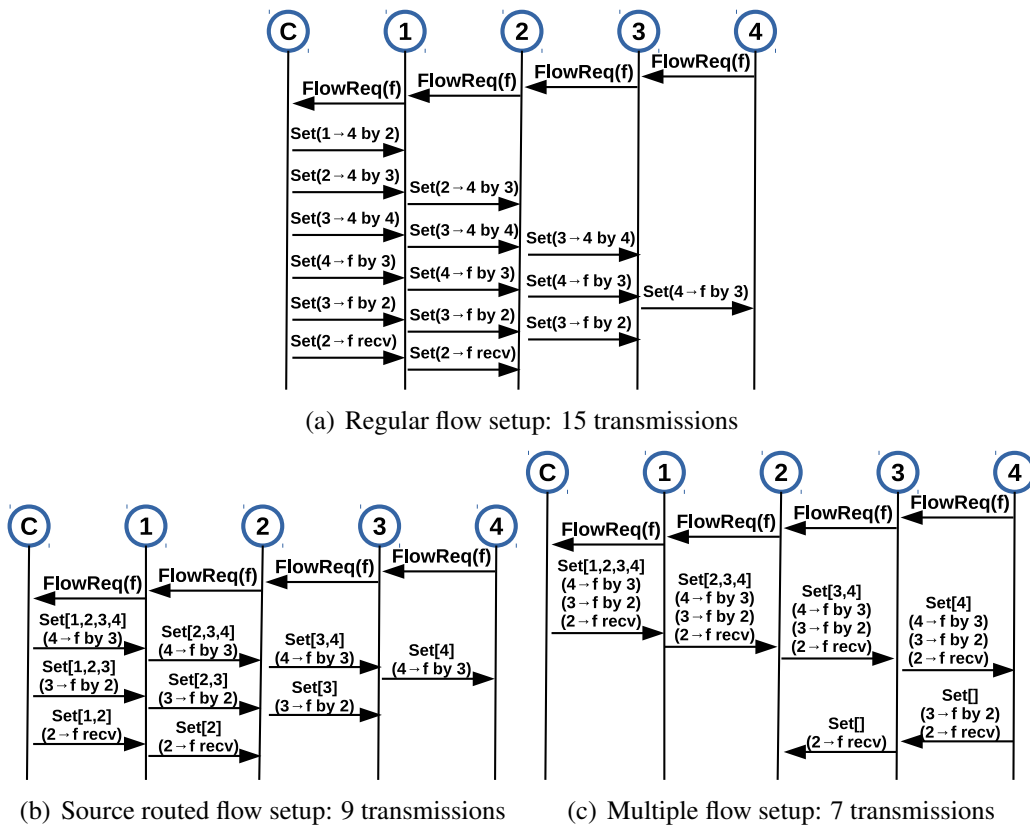 C 1 2 3 4
FlowReq(f) FlowReq(f) FlowReq(f) FlowReq(f)
Set(1→4 by 2)
Set(2→4 by 3) Set(2→4 by 3)
Set(3→4 by 4) Set(3→4 by 4) Set(3→4 by 4)
Set(4→f by 3) Set(4→f by 3) Set(4→f by 3) Set(4→f by 3)
Set(3→f by 2) Set(3→f by 2) Set(3→f by 2)
Set(2→f recv) Set(2→f recv)
(a) Regular flow setup: 15 transmissions
C 1 2 3 4
FlowReq(f) FlowReq(f) FlowReq(f) FlowReq(f)
Set[1,2,3,4] Set[2,3,4] Set[3,4] Set[4]
(4→f by 3) (4→f by 3) (4→f by 3) (4→f by 3)
Set[1,2,3] Set[2,3] Set[3]
(3→f by 2) (3→f by 2) (3→f by 2)
Set[1,2] Set[2]
(2→f recv) (2→f recv)
(b) Source routed flow setup: 9 transmissions
C 1 2 3 4
FlowReq(f) FlowReq(f) FlowReq(f) FlowReq(f)
Set[1,2,3,4] Set[2,3,4] Set[3,4] Set[4]
(4→f by 3) (4→f by 3) (4→f by 3) (4→f by 3)
(3→f by 2) (3→f by 2) (3→f by 2) (3→f by 2)
(2→f recv) (2→f recv) (2→f recv) (2→f recv)
Set[] Set[]
(2→f recv) (3→f by 2)
(2→f recv)
(c) Multiple flow setup: 7 transmissions